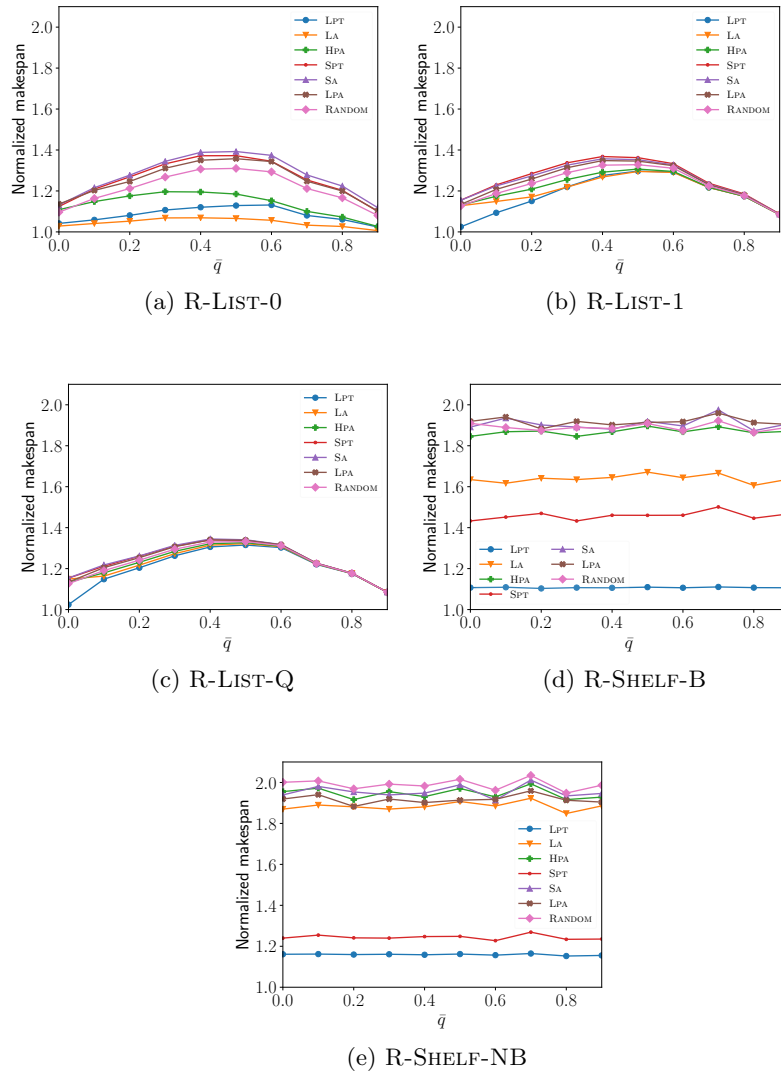 2.0
1.8
1.6
1.4
1.2
1.0
0.0 0.2 0.4 0.6 0.8
Normalized makespan
q̄
LPT
LA
HPA
SPT
SA
LPA
RANDOM
(a) R-LIST-0
2.0
1.8
1.6
1.4
1.2
1.0
0.0 0.2 0.4 0.6 0.8
Normalized makespan
q̄
LPT
LA
HPA
SPT
SA
LPA
RANDOM
(b) R-LIST-1
2.0
1.8
1.6
1.4
1.2
1.0
0.0 0.2 0.4 0.6 0.8
Normalized makespan
q̄
LPT
LA
HPA
SPT
SA
LPA
RANDOM
(c) R-LIST-Q
2.0
1.8
1.6
1.4
1.2
1.0
0.0 0.2 0.4 0.6 0.8
Normalized makespan
q̄
LPT SA
LA LPA
HPA RANDOM
SPT
(d) R-SHELF-B
2.0
1.8
1.6
1.4
1.2
1.0
0.0 0.2 0.4 0.6 0.8
Normalized makespan
q̄
LPT
LA
HPA
SPT
SA
LPA
RANDOM
(e) R-SHELF-NB